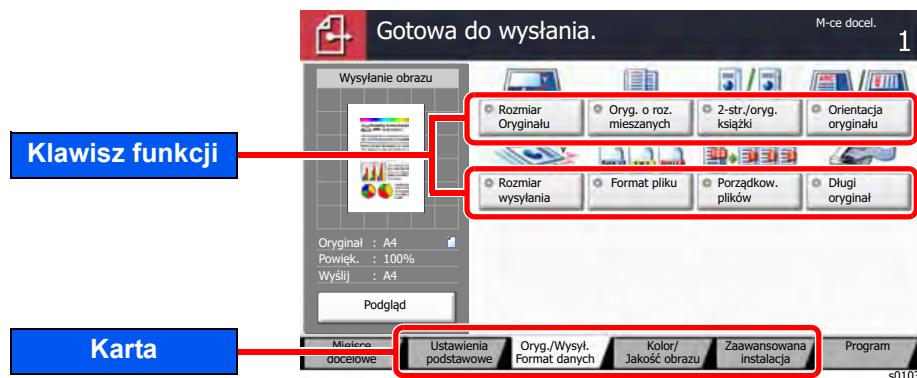 Gotowa do wysłania.
M-ce docel.
1
Wysyłanie obrazu
Rozmiar
Oryginału
Oryg. o roz.
mieszanych
2-str./oryg.
książki
Orientacja
oryginału
Klawisz funkcji
Rozmiar
wysyłania
Format pliku
Porządkow.
plików
Długi
oryginał
Oryginał : A4
Powięk. : 100%
Wyślij : A4
Podgląd
Karta
Miejsce
docelowe
Ustawienia
podstawowe
Oryg./Wysył.
Format danych
Kolor/
Jakość obrazu
Zaawansowana
instalacja
Program